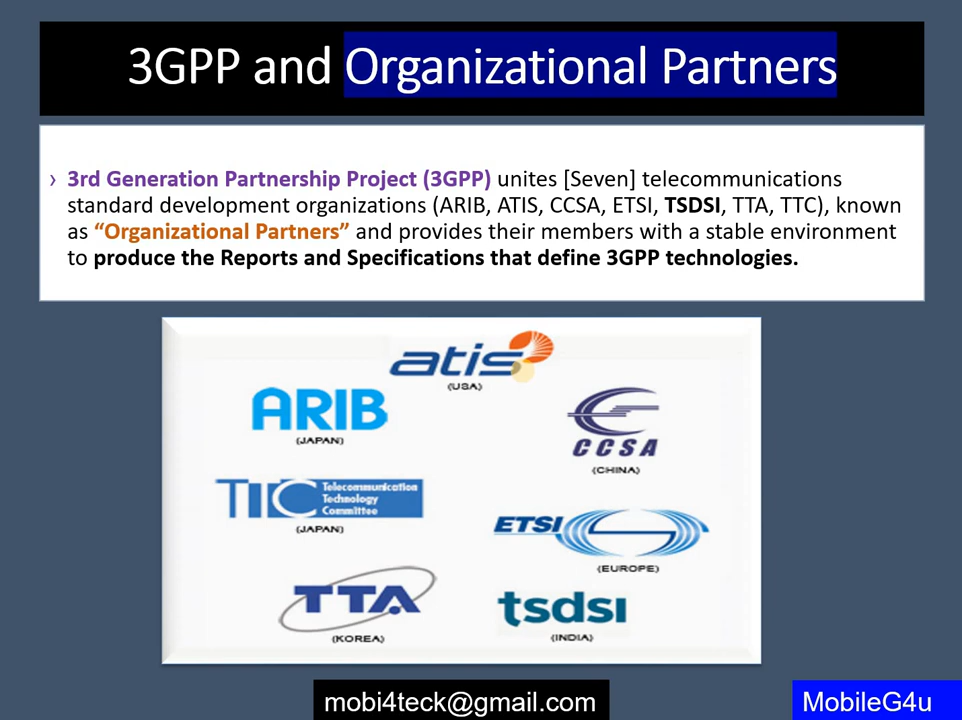 3GPP and Organizational Partners
› 3rd Generation Partnership Project (3GPP) unites [Seven] telecommunications
standard development organizations (ARIB, ATIS, CCSA, ETSI, TSDSI, TTA, TTC), known
as “Organizational Partners” and provides their members with a stable environment
to produce the Reports and Specifications that define 3GPP technologies.
atis
(USA)
ARIB
(JAPAN)
CCSA
(CHINA)
TTC Telecommunication
Technology
Committee
(JAPAN)
ETSI
(EUROPE)
TTA
(KOREA)
tsdsi
(INDIA)
mobi4teck@gmail.com
MobileG4u